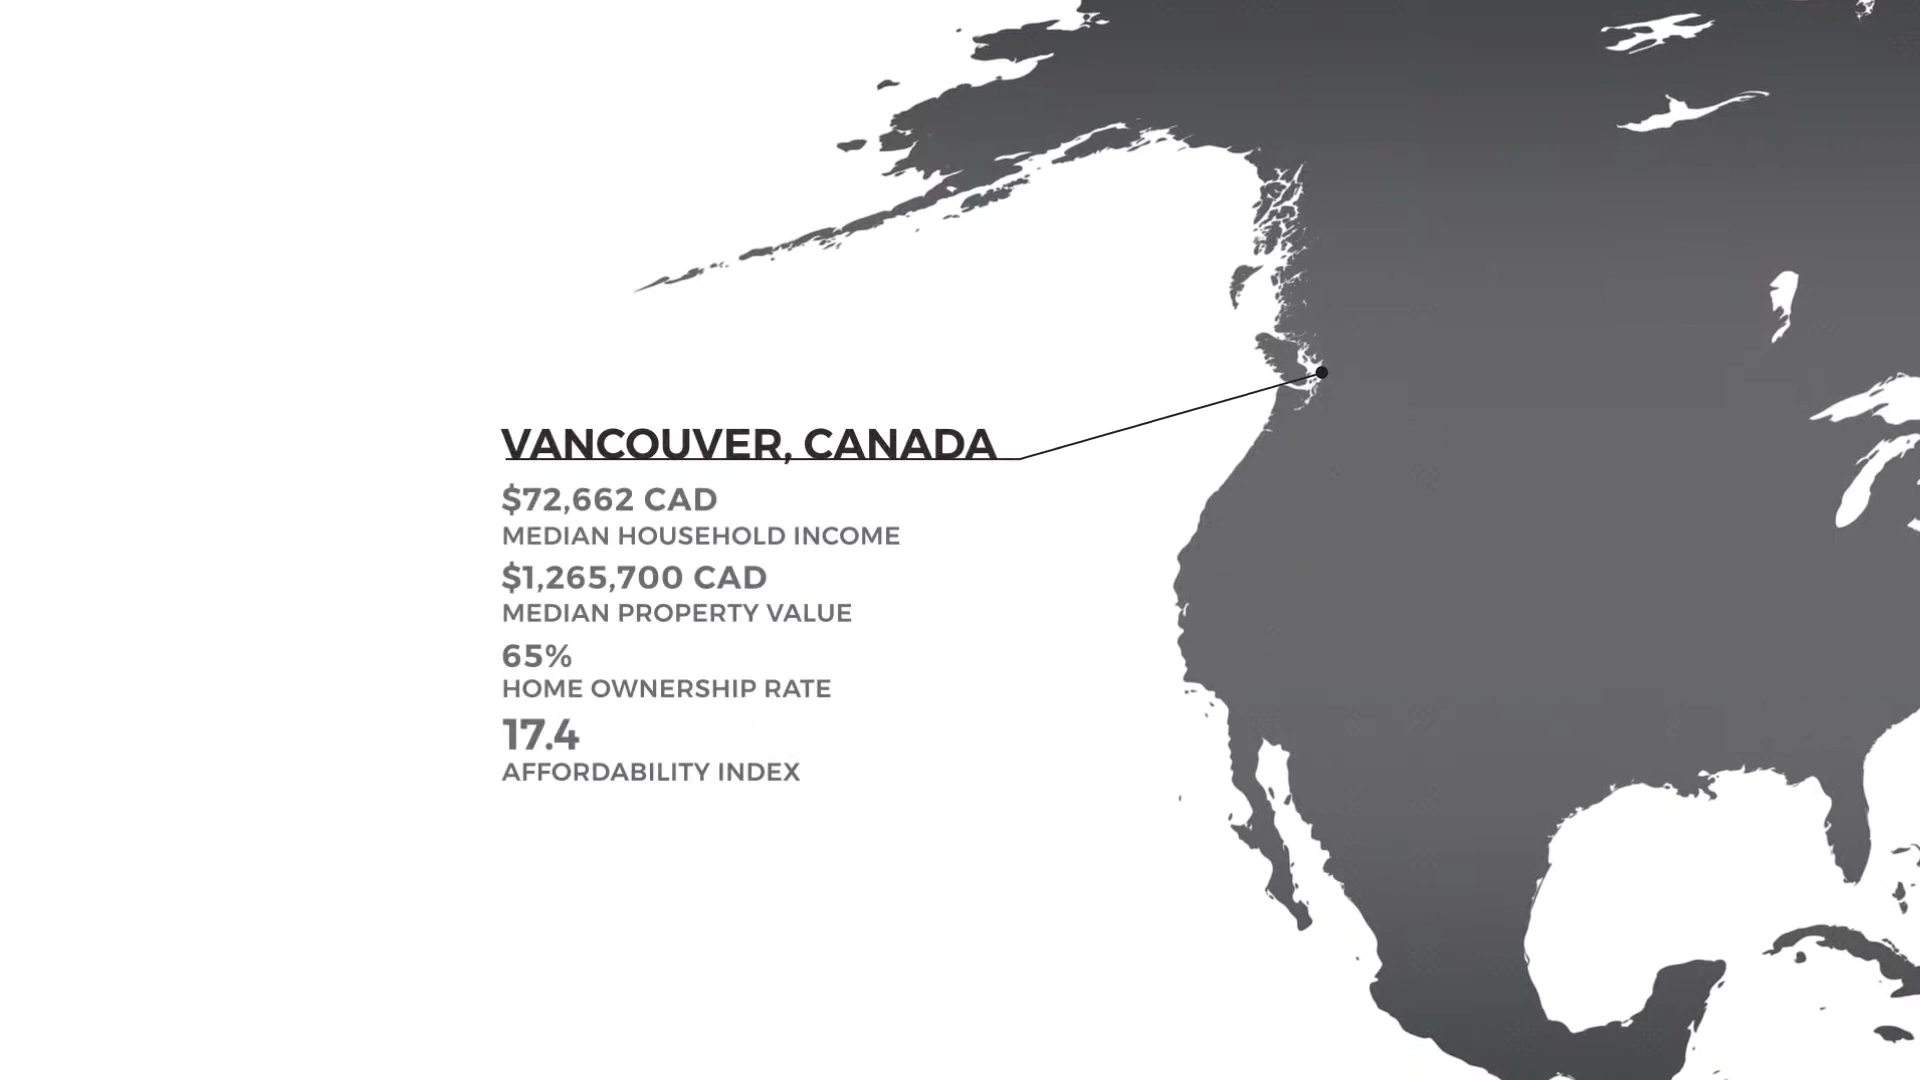 VANCOUVER, CANADA
$72,662 CAD
MEDIAN HOUSEHOLD INCOME
$1,265,700 CAD
MEDIAN PROPERTY VALUE
65%
HOME OWNERSHIP RATE
17.4
AFFORDABILITY INDEX